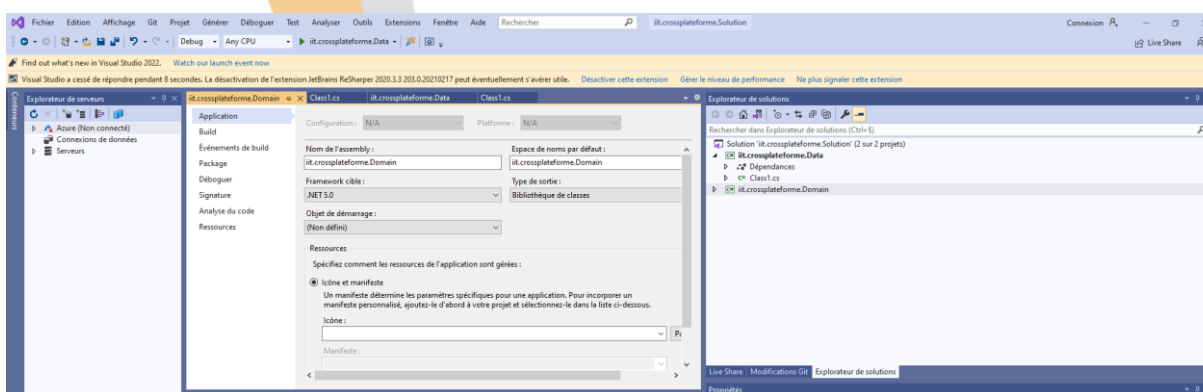 Fichier Edition Affichage Git Projet Générer Déboguer Test Analyser Outils Extensions Fenêtre Aide Rechercher iit.crossplateforme.Solution Connexion
Debug Any CPU iit.crossplateforme.Data Live Share
Find out what's new in Visual Studio 2022. Watch our launch event now
Visual Studio a cessé de répondre pendant 8 secondes. La désactivation de l'extension JetBrains ReSharper 2020.3.3 203.0.20210217 peut éventuellement s'avérer utile. Désactiver cette extension Gérer le niveau de performance Ne plus signaler cette extension
Conteneurs
Explorateur de serveurs
Azure (Non connecté)
Connexions de données
Serveurs
iit.crossplateforme.Domain Class1.cs iit.crossplateforme.Data Class1.cs
Application
Build
Événements de build
Package
Déboguer
Signature
Analyse du code
Ressources
Configuration : N/A Plateforme : N/A
Nom de l'assembly : Espace de noms par défaut :
iit.crossplateforme.Domain iit.crossplateforme.Domain
Framework cible : Type de sortie :
.NET 5.0 Bibliothèque de classes
Objet de démarrage :
(Non défini)
Ressources
Spécifiez comment les ressources de l'application sont gérées :
Icône et manifeste
Un manifeste détermine les paramètres spécifiques pour une application. Pour incorporer un
manifeste personnalisé, ajoutez-le d'abord à votre projet et sélectionnez-le dans la liste ci-dessous.
Icône :
Manifeste :
Explorateur de solutions
Rechercher dans Explorateur de solutions (Ctrl+$)
Solution 'iit.crossplateforme.Solution' (2 sur 2 projets)
iit.crossplateforme.Data
Dépendances
Class1.cs
iit.crossplateforme.Domain
Live Share Modifications Git Explorateur de solutions
Propriétés